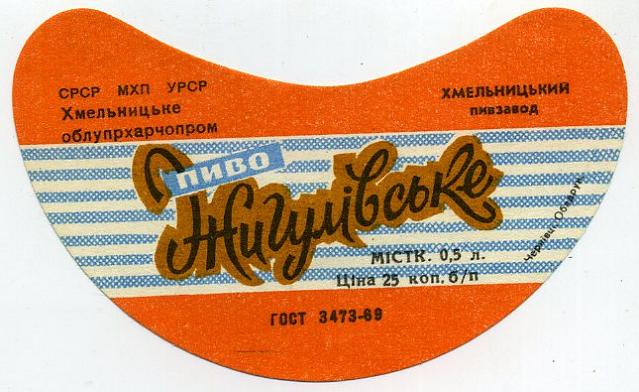 СРСР МХП УРСР
Хмельницьке
облупрхарчопром
ХМЕЛЬНИЦЬКИЙ
пивзавод
ПИВО
Жигулівське
МІСТК. 0,5 л.
Ціна 25 коп. б/п
ГОСТ 3473-69